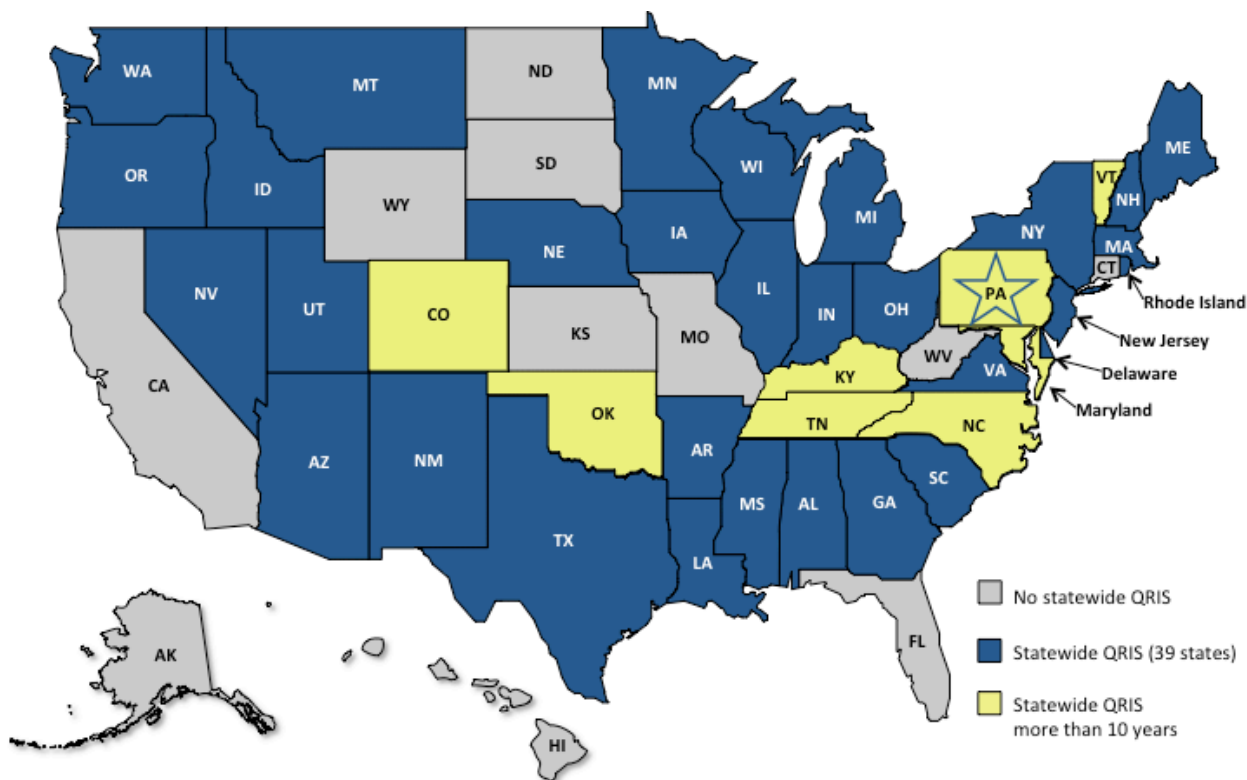 WA
MT
ND
MN
ME
VT
OR
ID
SD
WI
NH
WY
MI
NY
MA
IA
NE
CT
PA
Rhode Island
NV
UT
CO
IL
IN
OH
New Jersey
KS
MO
WV
VA
Delaware
CA
KY
Maryland
OK
TN
NC
AZ
NM
AR
SC
MS
AL
GA
TX
LA
No statewide QRIS
FL
Statewide QRIS (39 states)
AK
Statewide QRIS
more than 10 years
HI